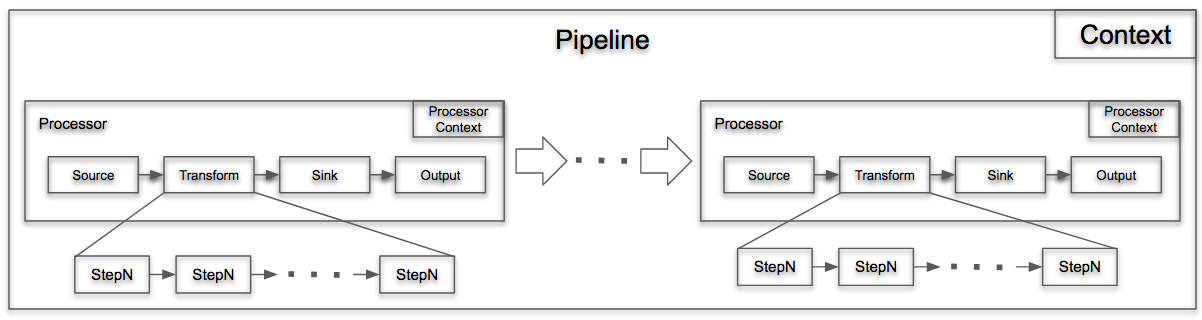 Pipeline
Context
Processor
Processor
Context
Source
Transform
Sink
Output
StepN
StepN
StepN
Processor
Processor
Context
Source
Transform
Sink
Output
StepN
StepN
StepN